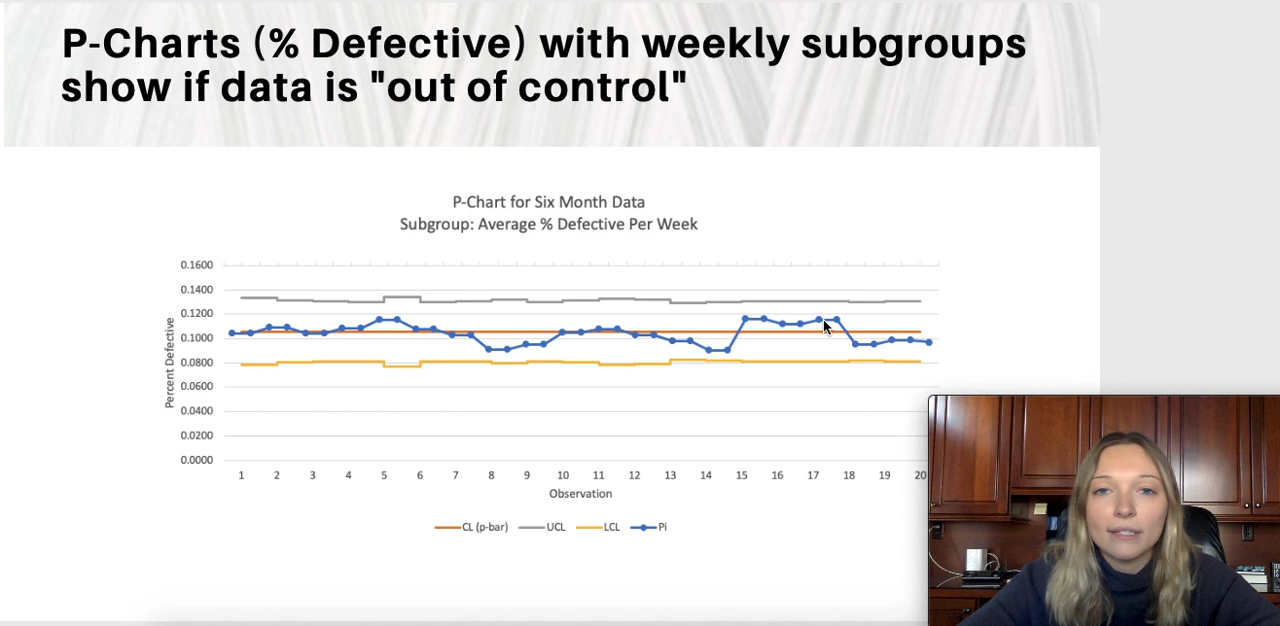 P-Charts (% Defective) with weekly subgroups
show if data is "out of control"
P-Chart for Six Month Data
Subgroup: Average % Defective Per Week
Percent Defective
0.1600
0.1400
0.1200
0.1000
0.0800
0.0600
0.0400
0.0200
0.0000
1 2 3 4 5 6 7 8 9 10 11 12 13 14 15 16 17 18 19 20
Observation
CL (p-bar) UCL LCL Pi